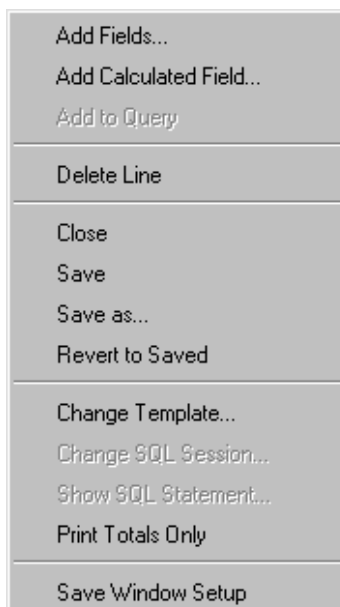 Add Fields...
Add Calculated Field...
Add to Query
Delete Line
Close
Save
Save as...
Revert to Saved
Change Template...
Change SQL Session...
Show SQL Statement...
Print Totals Only
Save Window Setup